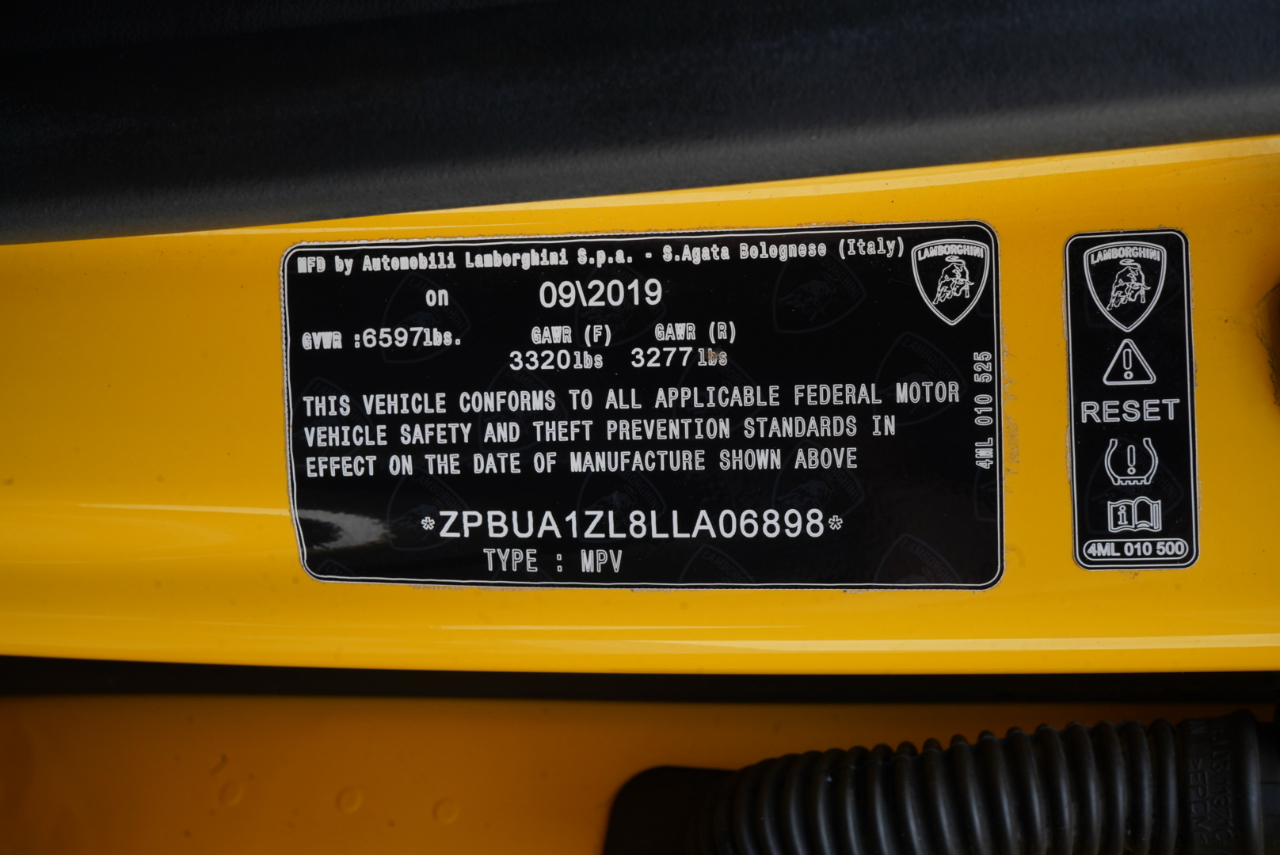 MFD by Automobili Lamborghini S.p.a. - S.Agata Bolognese (Italy)
LAMBORGHINI
on 09\2019
GVWR :6597lbs. GAWR (F) GAWR (R)
3320lbs 3277lbs
THIS VEHICLE CONFORMS TO ALL APPLICABLE FEDERAL MOTOR
VEHICLE SAFETY AND THEFT PREVENTION STANDARDS IN
EFFECT ON THE DATE OF MANUFACTURE SHOWN ABOVE
*ZPBUA1ZL8LLA06898*
TYPE : MPV
4ML 010 525
LAMBORGHINI
RESET
4ML 010 500